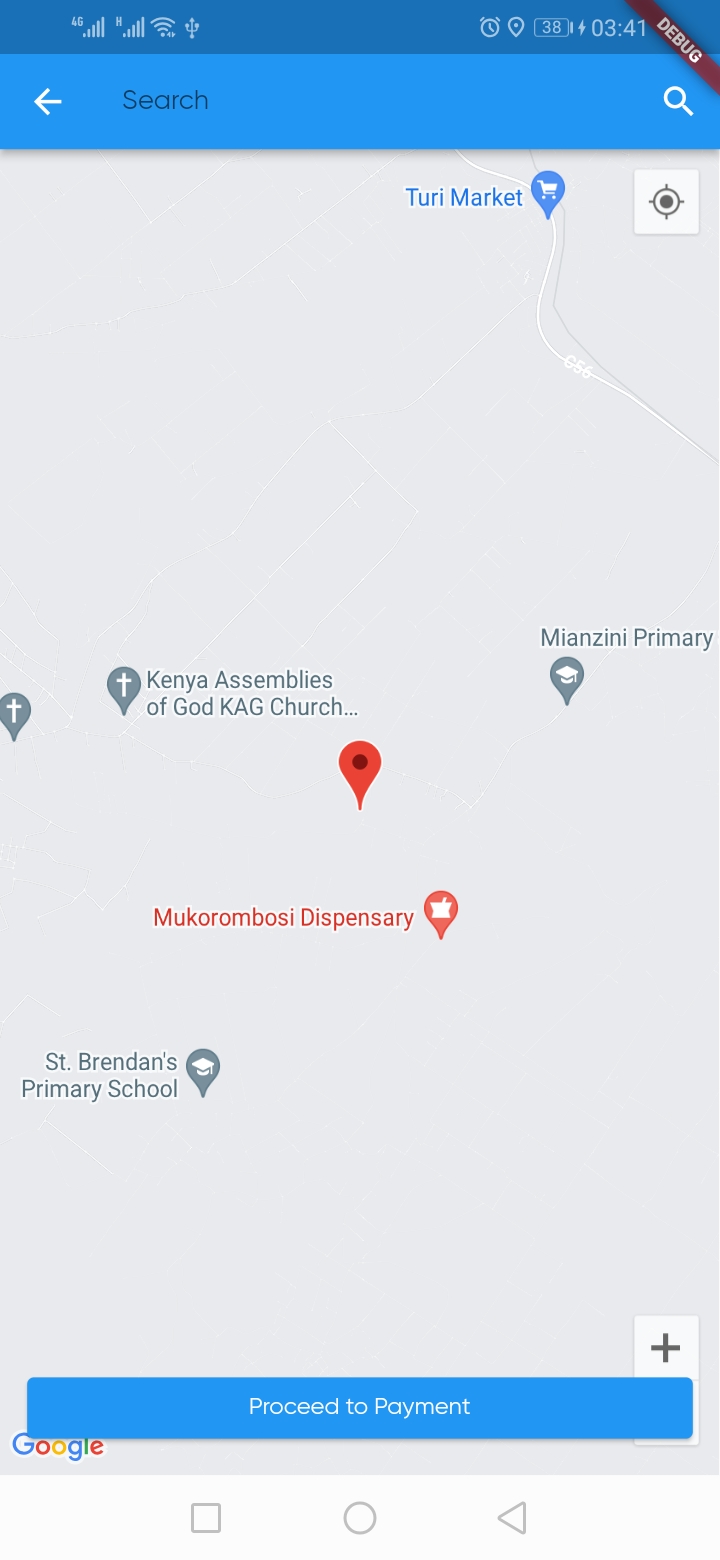 4G H 38 03:41
DEBUG
Search
Turi Market
C56
Mianzini Primary
Kenya Assemblies
of God KAG Church...
Mukorombosi Dispensary
St. Brendan's
Primary School
Proceed to Payment
Google